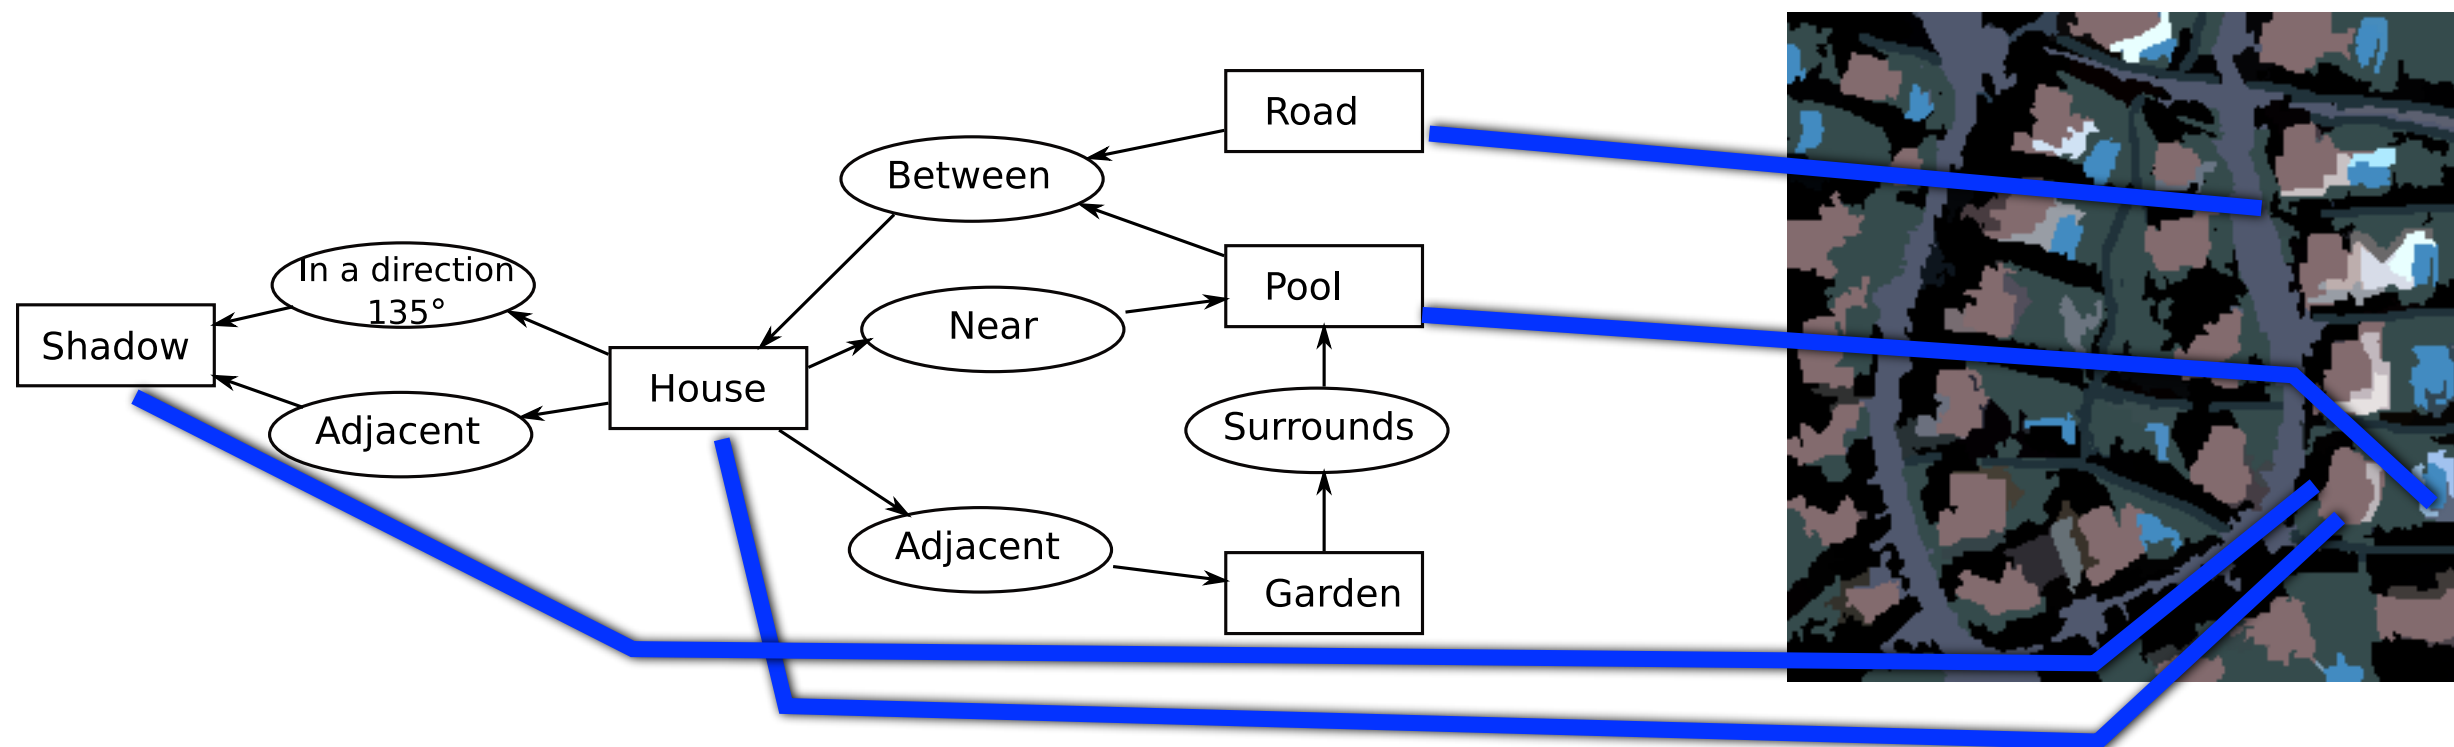 Road
Between
In a direction
135°
Pool
Shadow
Near
House
Adjacent
Surrounds
Adjacent
Garden